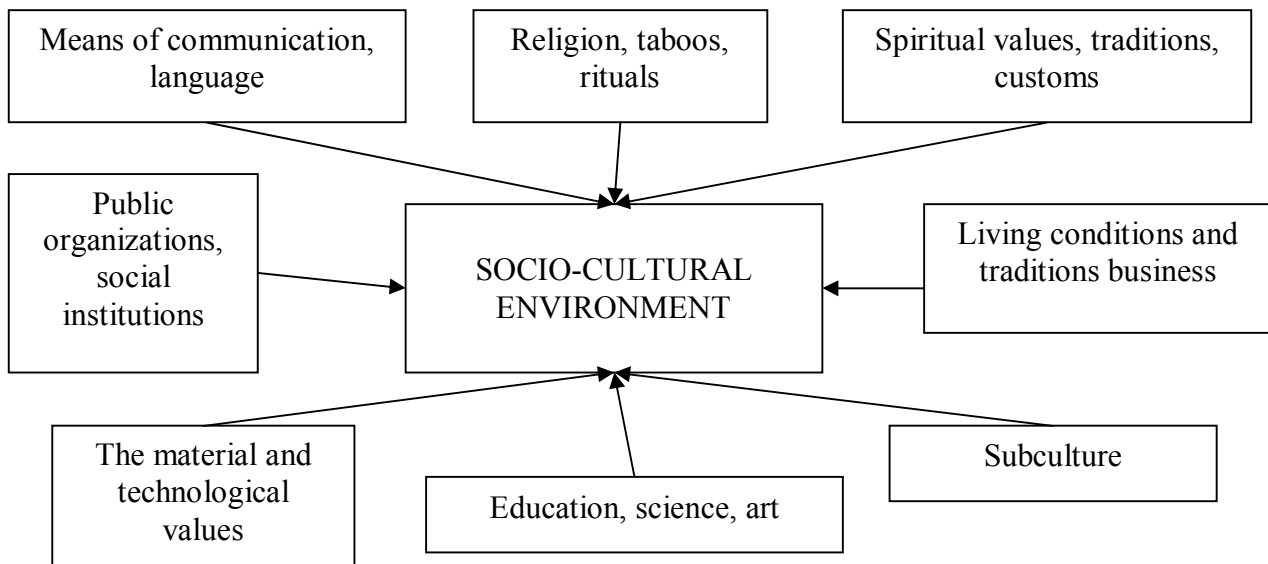 Means of communication,
language
Religion, taboos,
rituals
Spiritual values, traditions,
customs
Public
organizations,
social
institutions
SOCIO-CULTURAL
ENVIRONMENT
Living conditions and
traditions business
The material and
technological
values
Education, science, art
Subculture